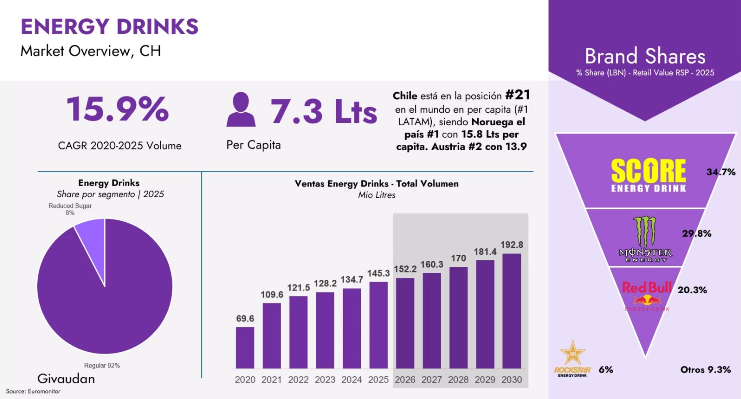 ENERGY DRINKS
Market Overview, CH
15.9%
CAGR 2020-2025 Volume
7.3 Lts
Per Capita
Chile está en la posición #21
en el mundo en per capita (#1
LATAM), siendo Noruega el
país #1 con 15.8 Lts per
capita. Austria #2 con 13.9
Energy Drinks
Share por segmento | 2025
Reduced Sugar
8%
Regular 92%
Ventas Energy Drinks - Total Volumen
Mio Litres
69.6 109.6 121.5 128.2 134.7 145.3 152.2 160.3 170 181.4 192.8
2020 2021 2022 2023 2024 2025 2026 2027 2028 2029 2030
Brand Shares
% Share (LBN) - Retail Value RSP - 2025
SCORE
ENERGY DRINK
34.7%
MONSTER
ENERGY
29.8%
Red Bull
ENERGY DRINK
20.3%
ROCKSTAR
ENERGY DRINK
6%
Otros 9.3%
Givaudan
Source: Euromonitor